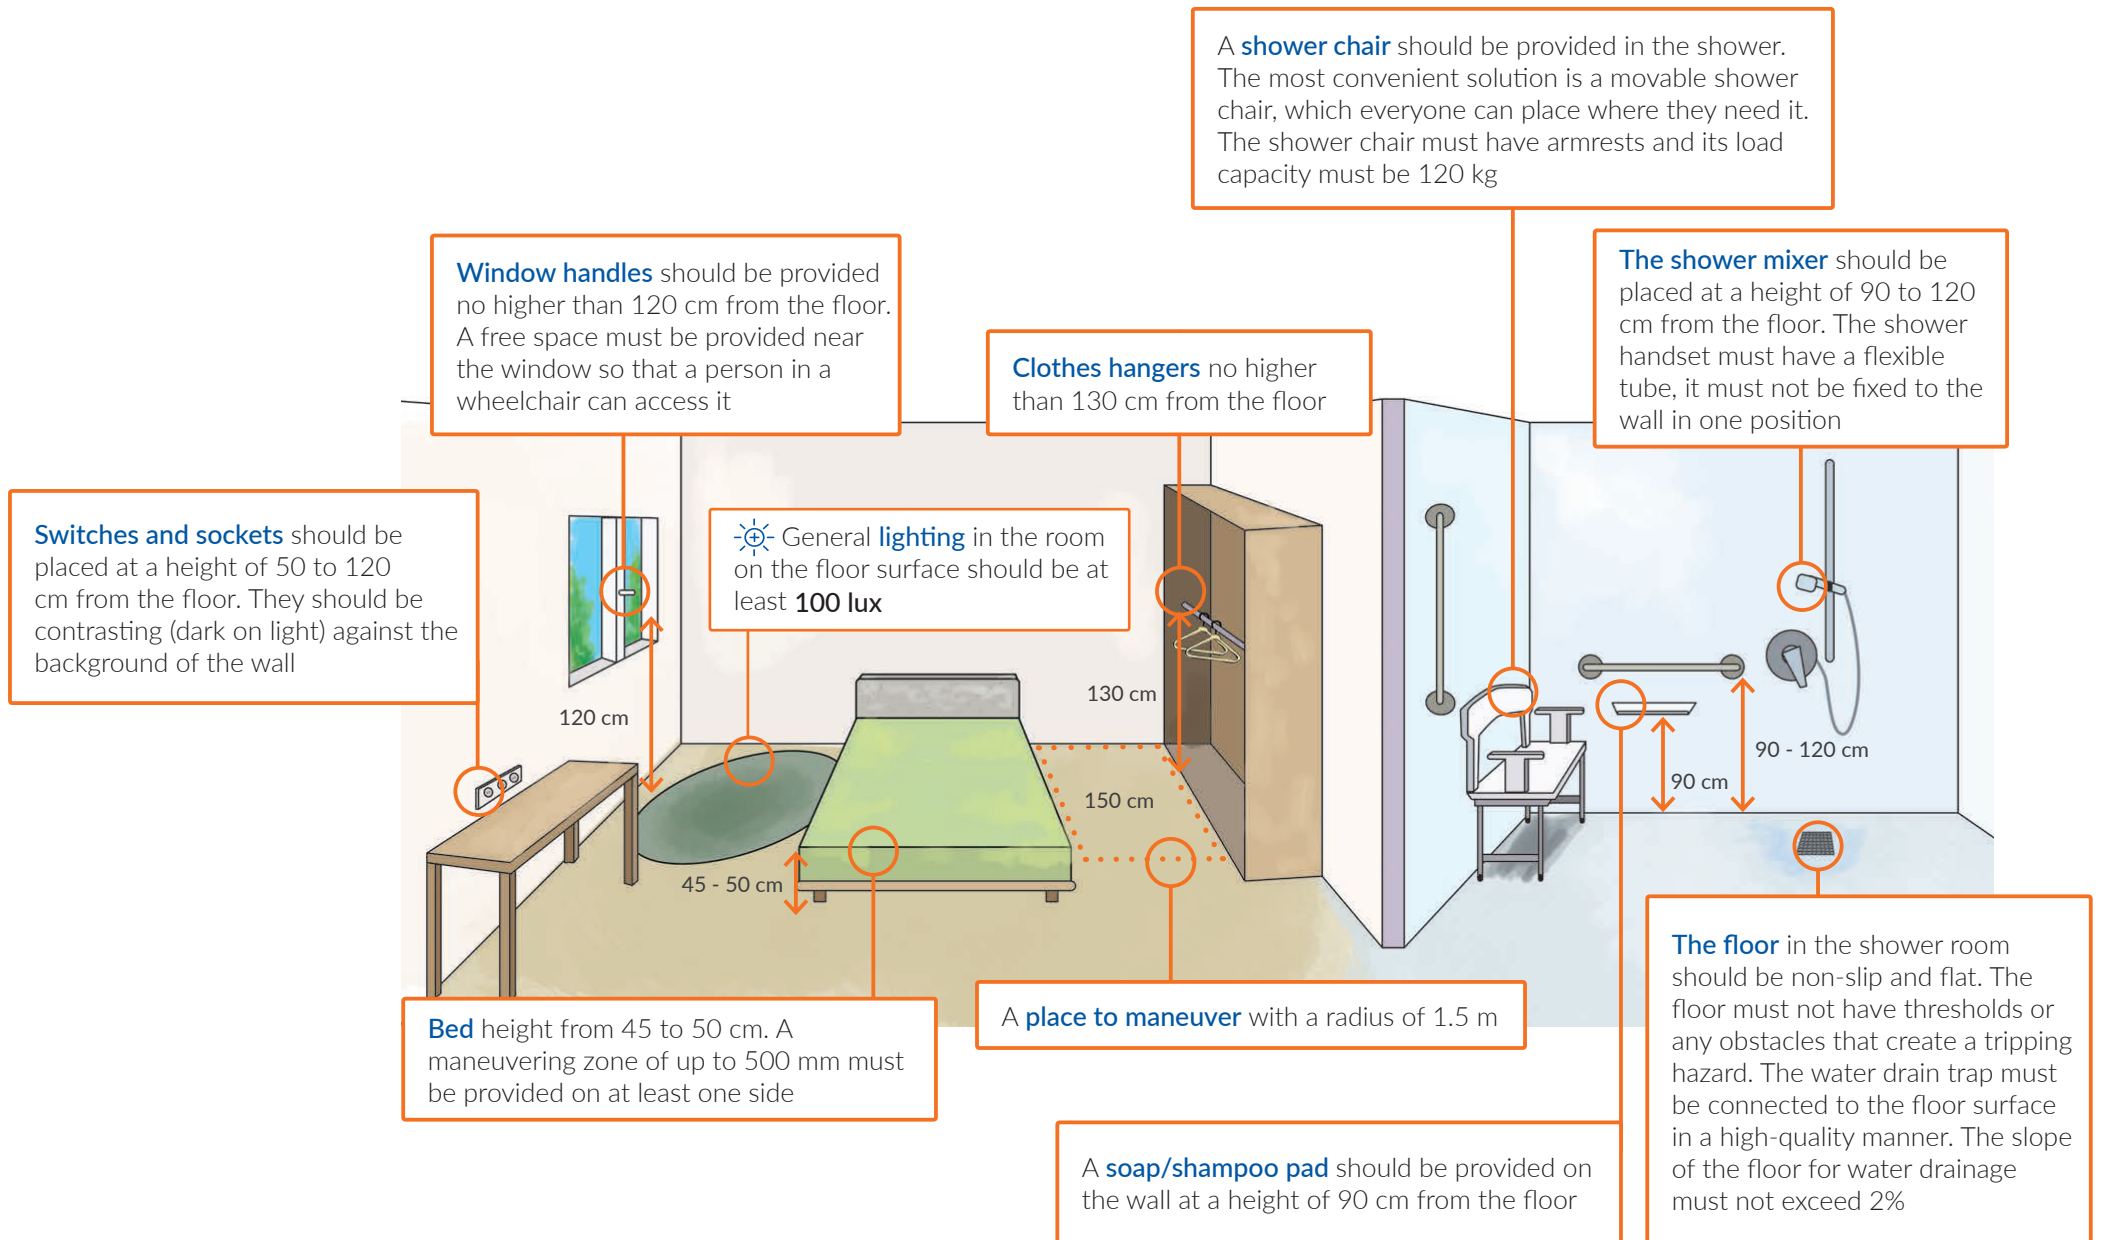 A shower chair should be provided in the shower.
The most convenient solution is a movable shower
chair, which everyone can place where they need it.
The shower chair must have armrests and its load
capacity must be 120 kg
Window handles should be provided
no higher than 120 cm from the floor.
A free space must be provided near
the window so that a person in a
wheelchair can access it
Clothes hangers no higher
than 130 cm from the floor
The shower mixer should be
placed at a height of 90 to 120
cm from the floor. The shower
handset must have a flexible
tube, it must not be fixed to the
wall in one position
Switches and sockets should be
placed at a height of 50 to 120
cm from the floor. They should be
contrasting (dark on light) against the
background of the wall
General lighting in the room
on the floor surface should be at
least 100 lux
120 cm
130 cm
150 cm
45 - 50 cm
90 cm
90 - 120 cm
Bed height from 45 to 50 cm. A
maneuvering zone of up to 500 mm must
be provided on at least one side
A place to maneuver with a radius of 1.5 m
A soap/shampoo pad should be provided on
the wall at a height of 90 cm from the floor
The floor in the shower room
should be non-slip and flat. The
floor must not have thresholds or
any obstacles that create a tripping
hazard. The water drain trap must
be connected to the floor surface
in a high-quality manner. The slope
of the floor for water drainage
must not exceed 2%